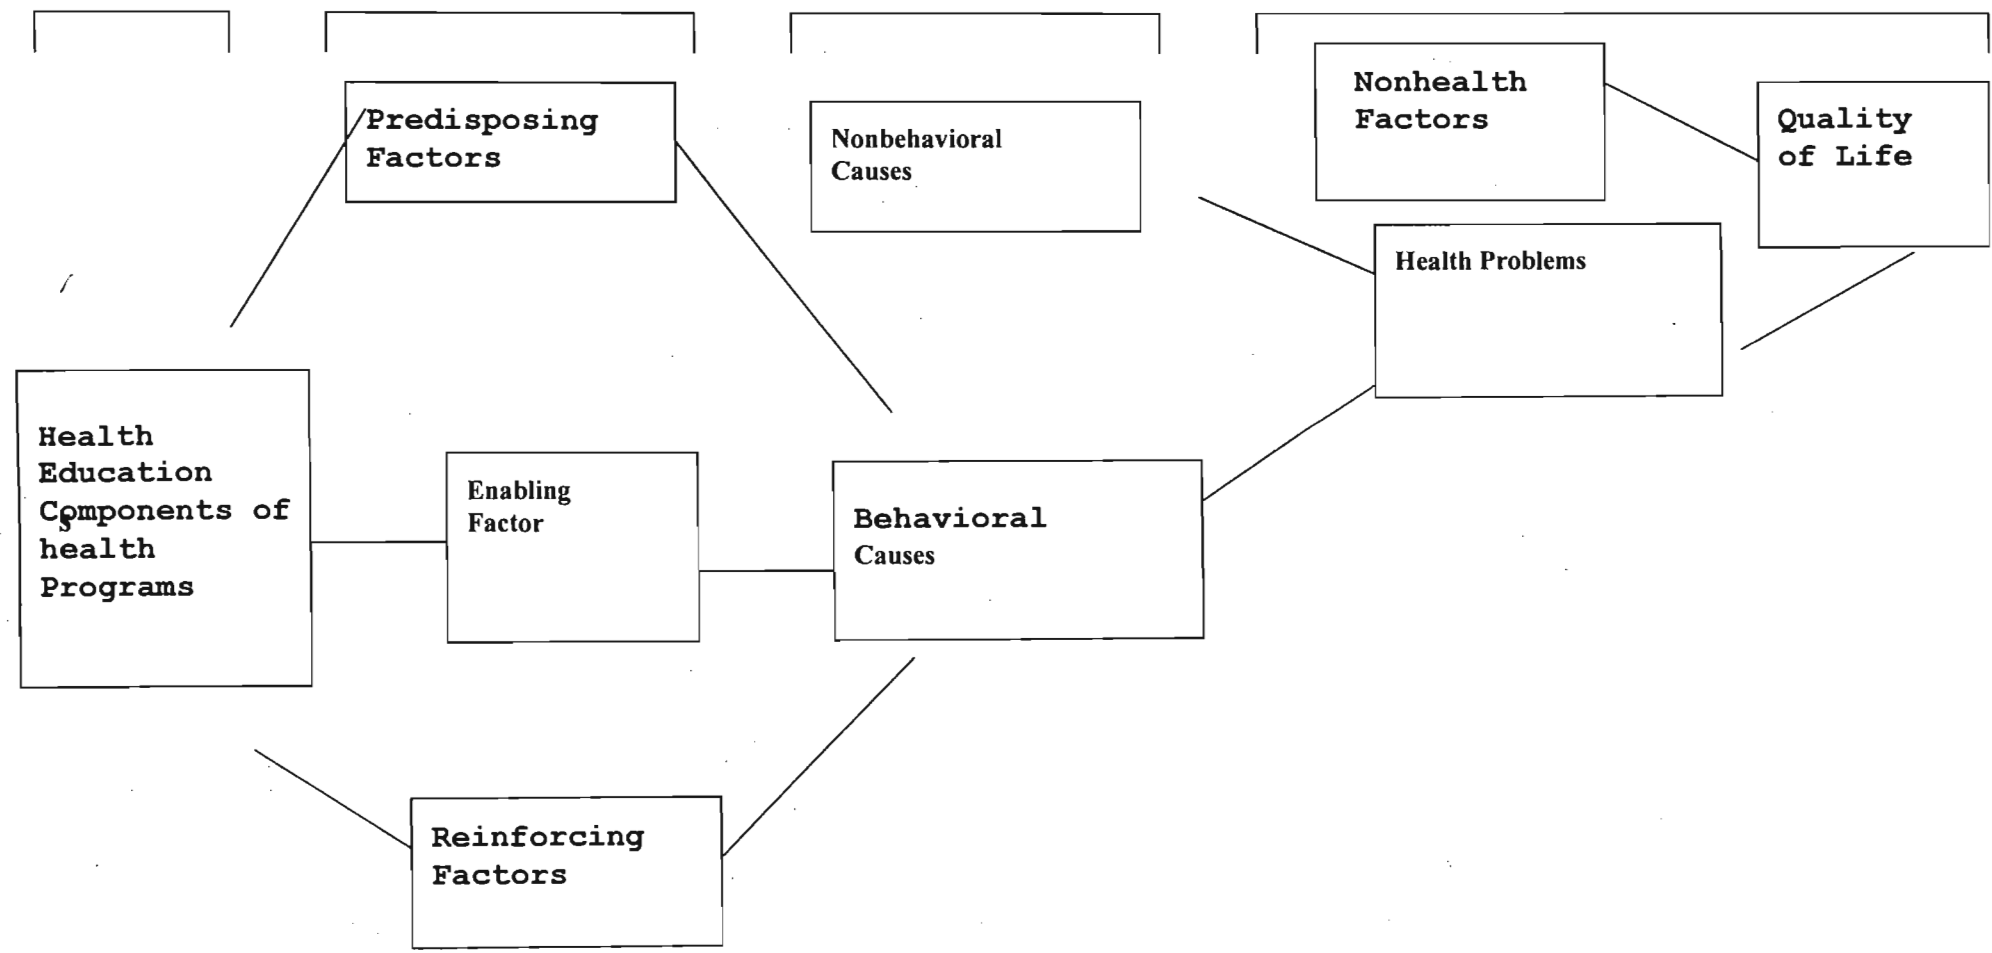 Predisposing
Factors
Nonbehavioral
Causes
Nonhealth
Factors
Quality
of Life
Health Problems
Health
Education
Components of
s
health
Programs
Enabling
Factor
Behavioral
Causes
Reinforcing
Factors